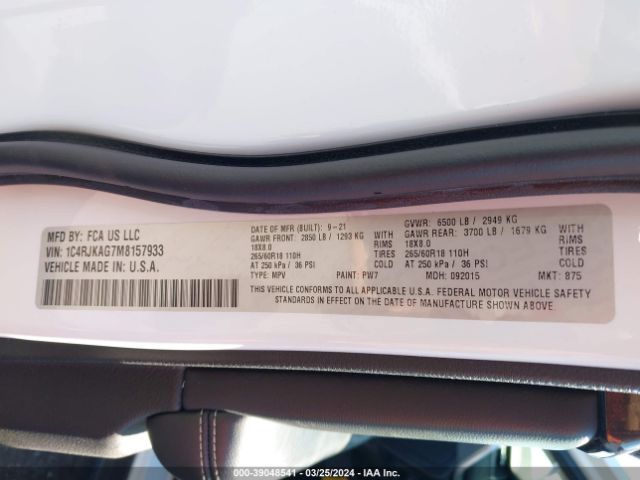 MFD BY: FCA US LLC
VIN: 1C4RJKAG7M8157933
VEHICLE MADE IN: U.S.A.
DATE OF MFR (BUILT): 9-21
GAWR FRONT: 2850 LB / 1293 KG WITH
18X8.0 RIMS
265/60R18 110H TIRES
AT 250 kPa / 36 PSI COLD
TYPE: MPV PAINT: PW7
GVWR: 6500 LB / 2949 KG
GAWR REAR: 3700 LB / 1679 KG WITH
18X8.0 RIMS
265/60R18 110H TIRES
AT 250 kPa / 36 PSI COLD
MDH: 092015 MKT: 875
THIS VEHICLE CONFORMS TO ALL APPLICABLE U.S.A. FEDERAL MOTOR VEHICLE SAFETY
STANDARDS IN EFFECT ON THE DATE OF MANUFACTURE SHOWN ABOVE.
000-39048541 - 03/25/2024 - IAA Inc.